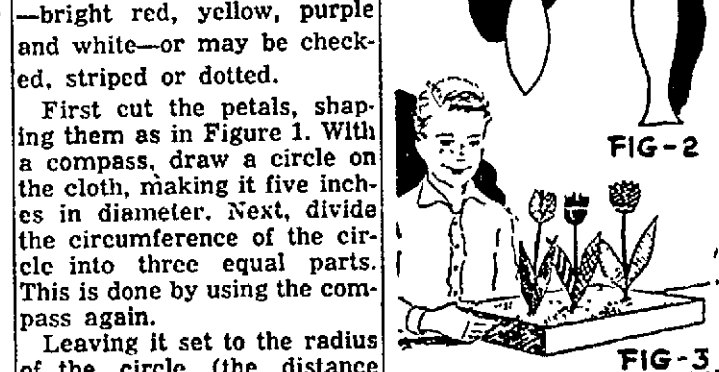 —bright red, yellow, purple
and white—or may be check-
ed, striped or dotted.
First cut the petals, shap-
ing them as in Figure 1. With
a compass, draw a circle on
the cloth, making it five inch-
es in diameter. Next, divide
the circumference of the cir-
cle into three equal parts.
This is done by using the com-
pass again.
Leaving it set to the radius
of the circle (the distance
FIG-2
FIG-3